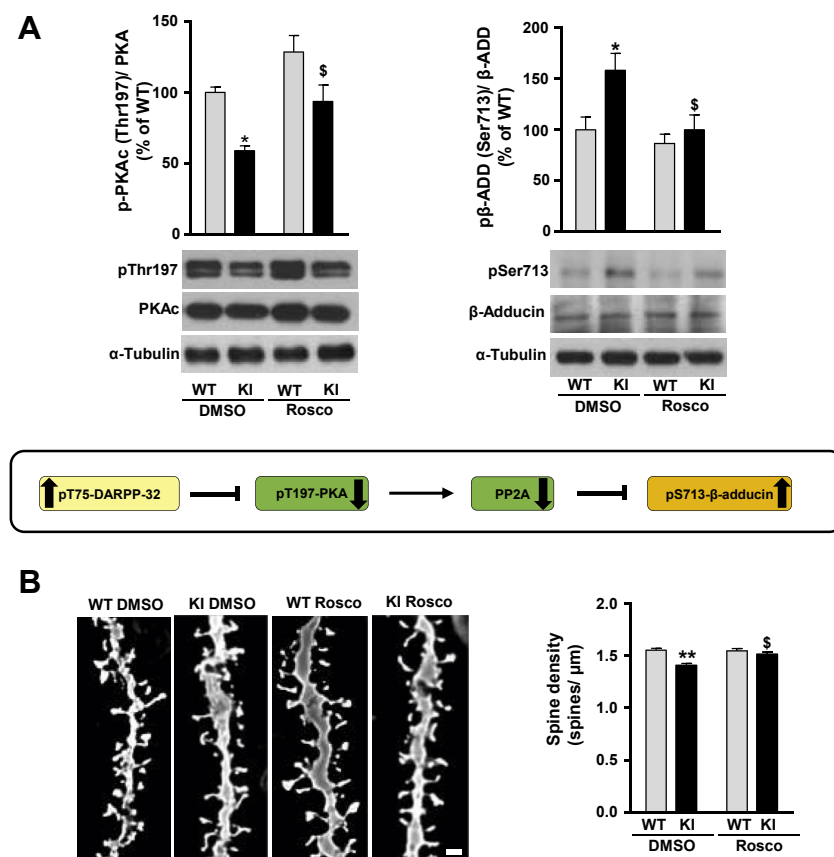 A
p-PKAc (Thr197)/ PKA
(% of WT)
150
100
50
0
*
$
pThr197
PKAc
α-Tubulin
WT KI WT KI
DMSO Rosco
pβ-ADD (Ser713)/ β-ADD
(% of WT)
200
150
100
50
0
*
$
pSer713
β-Adducin
α-Tubulin
WT KI WT KI
DMSO Rosco
pT75-DARPP-32 pT197-PKA PP2A pS713-β-adducin
B
WT DMSO KI DMSO WT Rosco KI Rosco
Spine density
(spines/ μm)
2.0
1.5
1.0
0.5
0.0
**
$
WT KI WT KI
DMSO Rosco